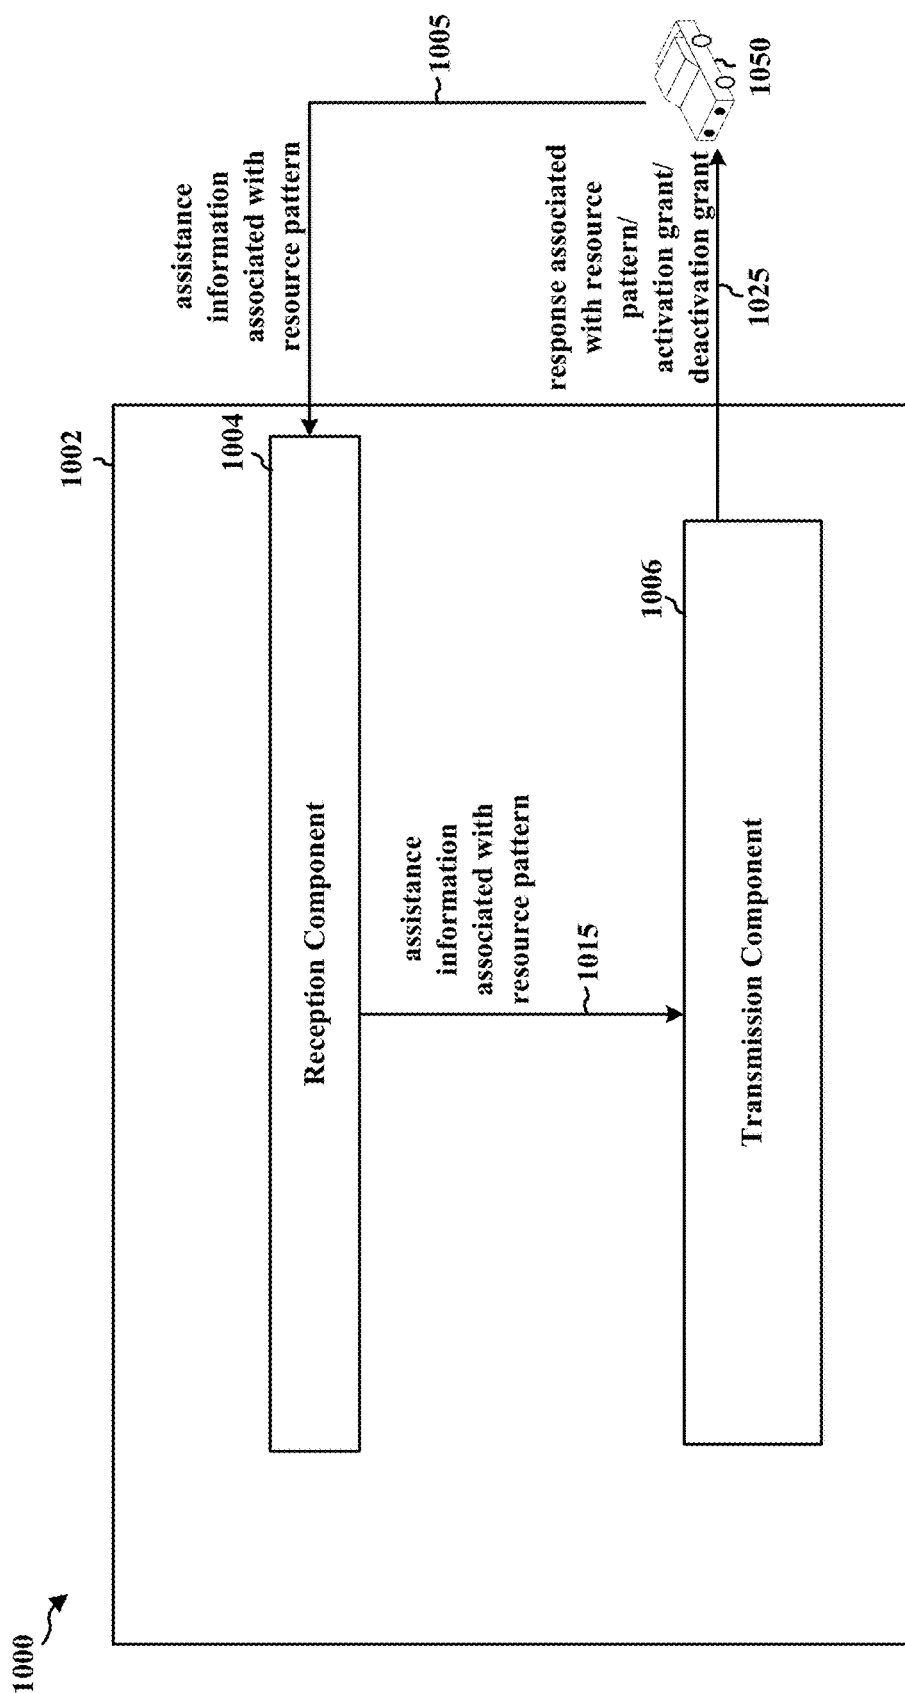 1000
1002
1004
Reception Component
assistance
information
associated with
resource pattern
1005
assistance
information
associated with
resource pattern
1015
1006
Transmission Component
response associated
with resource
pattern/
activation grant/
deactivation grant
1025
1050